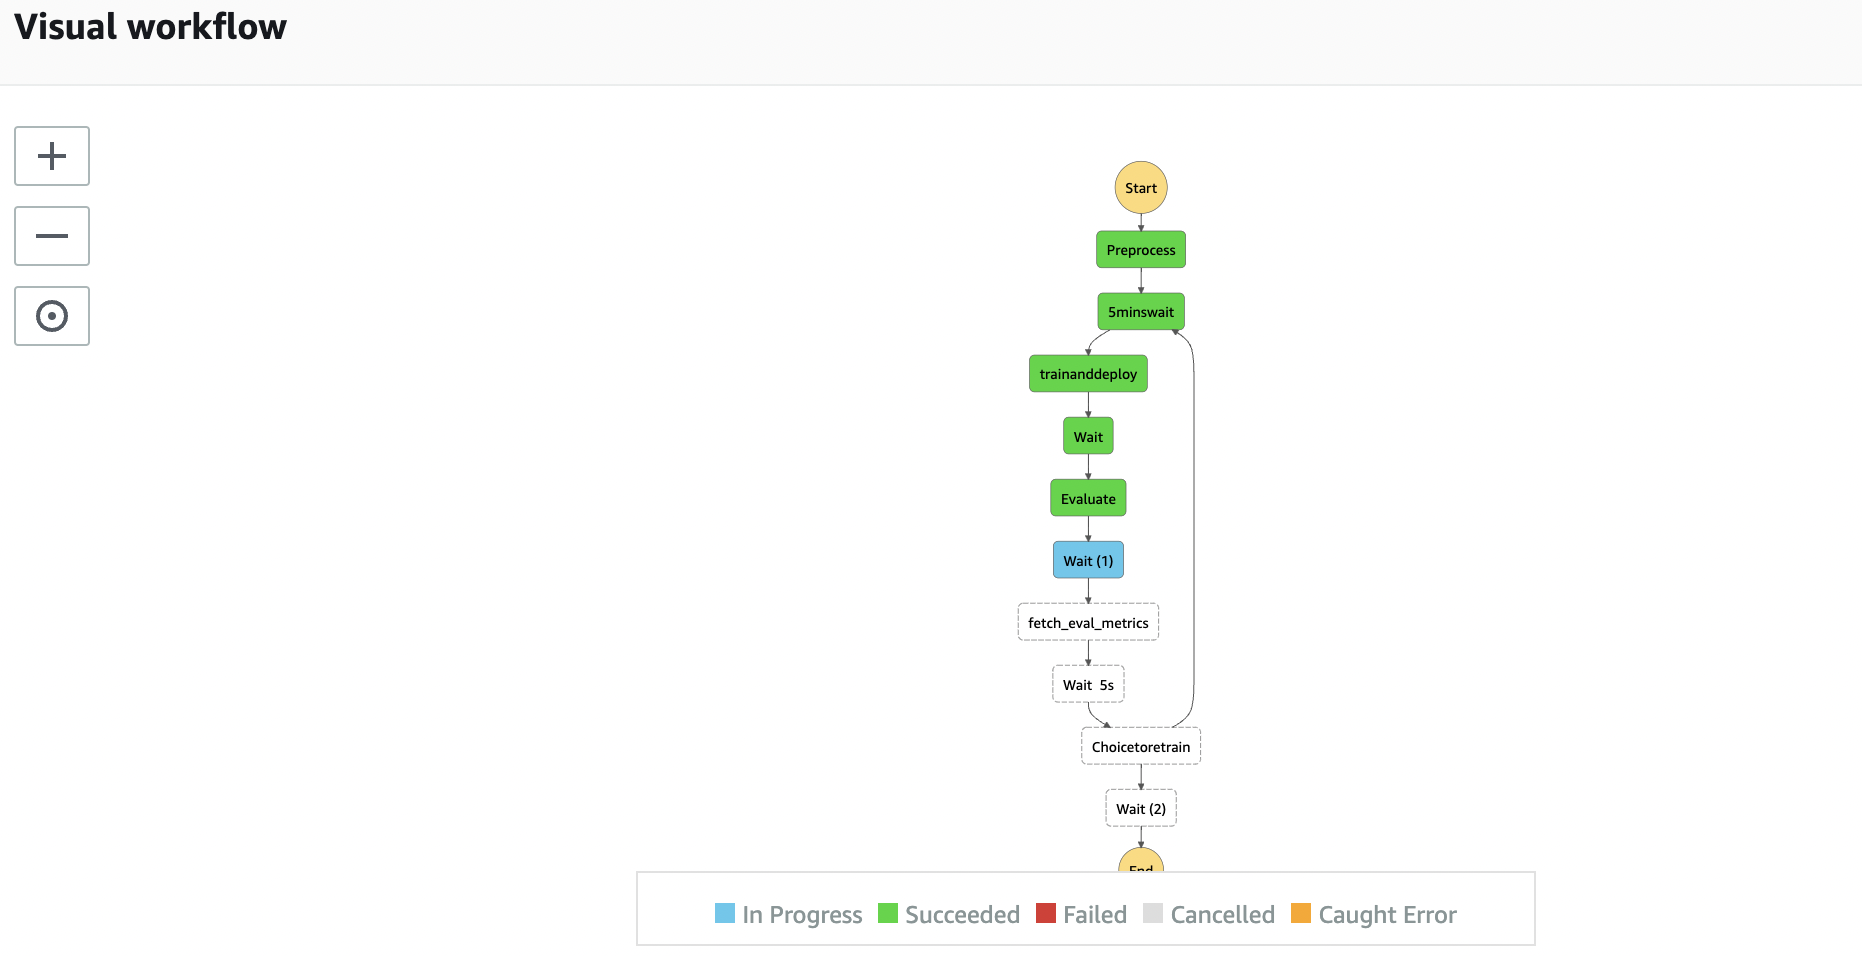 Visual workflow
Start
Preprocess
5minswait
trainanddeploy
Wait
Evaluate
Wait (1)
fetch_eval_metrics
Wait 5s
Choicetoretrain
Wait (2)
End
In Progress Succeeded Failed Cancelled Caught Error